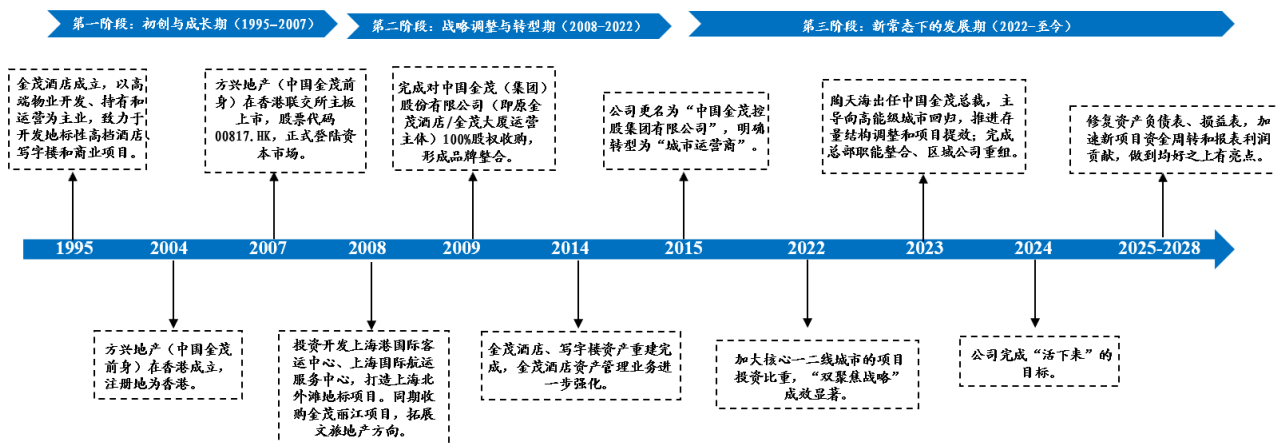 第一阶段：初创与成长期（1995-2007）
第二阶段：战略调整与转型期（2008-2022）
第三阶段：新常态下的发展期（2022-至今）
金茂酒店成立，以高
端物业开发、持有和
运营为主业，致力于
开发地标性高档酒店
写字楼和商业项目。
方兴地产（中国金茂前
身）在香港联交所主板
上市，股票代码
00817.HK，正式登陆资
本市场。
完成对中国金茂（集团）
股份有限公司（即原金
茂酒店/金茂大厦运营
主体）100%股权收购，
形成品牌整合。
公司更名为“中国金茂控
股集团有限公司”，明确
转型为“城市运营商”。
陶天海出任中国金茂总裁，主
导向高能级城市回归，推进存
量结构调整和项目提效；完成
总部职能整合、区域公司重组。
修复资产负债表、损益表，加
速新项目资金周转和报表利润
贡献，做到均好之上有亮点。
1995
2004
2007
2008
2009
2014
2015
2022
2023
2024
2025-2028
方兴地产（中国金茂
前身）在香港成立，
注册地为香港。
投资开发上海港国际客
运中心、上海国际航运
服务中心，打造上海北
外滩地标项目。同期收
购金茂丽江项目，拓展
文旅地产方向。
金茂酒店、写字楼资产重建完
成，金茂酒店资产管理业务进
一步强化。
加大核心一二线城市的项目
投资比重，“双聚焦战略”
成效显著。
公司完成“活下来”的
目标。